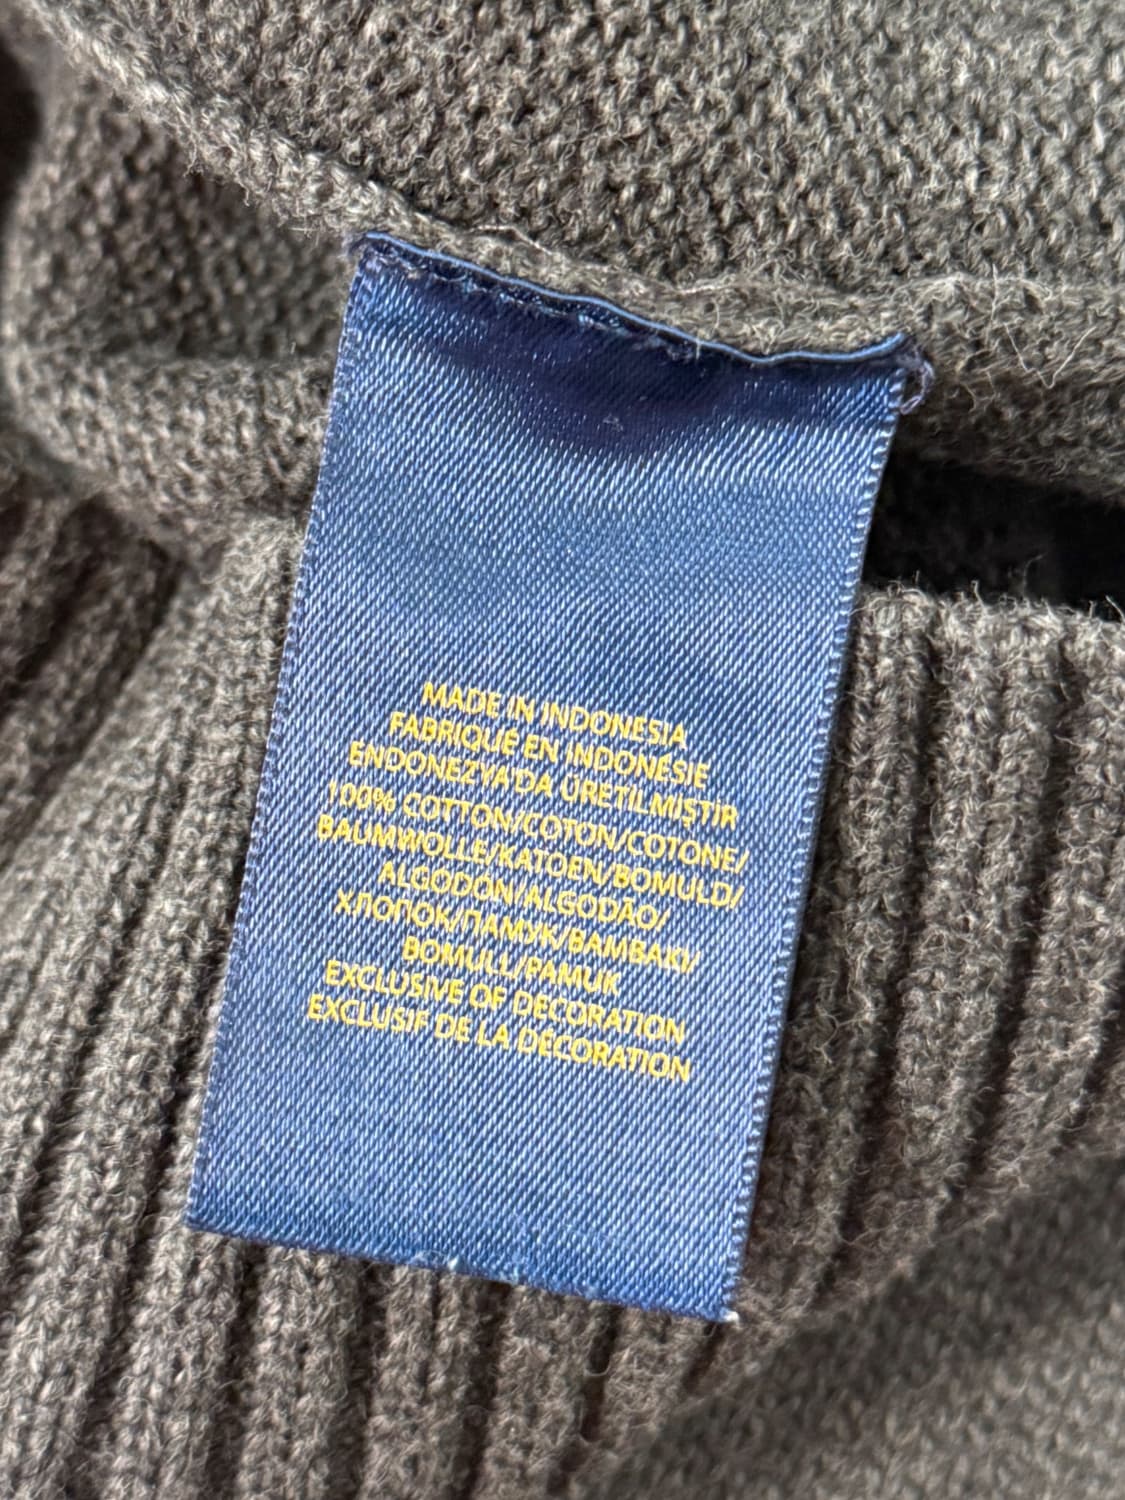 MADE IN INDONESIA
FABRIQUÉ EN INDONÉSIE
ENDONEZYA'DA ÜRETİLMİŞTİR
100% COTTON/COTON/COTONE/
BAUMWOLLE/KATOEN/BOMULD/
ALGODÓN/ALGODÃO/
ХЛОПОК/ПАМУК/ΒΑΜΒΑΚΙ/
BOMULL/PAMUK
EXCLUSIVE OF DECORATION
EXCLUSIF DE LA DÉCORATION